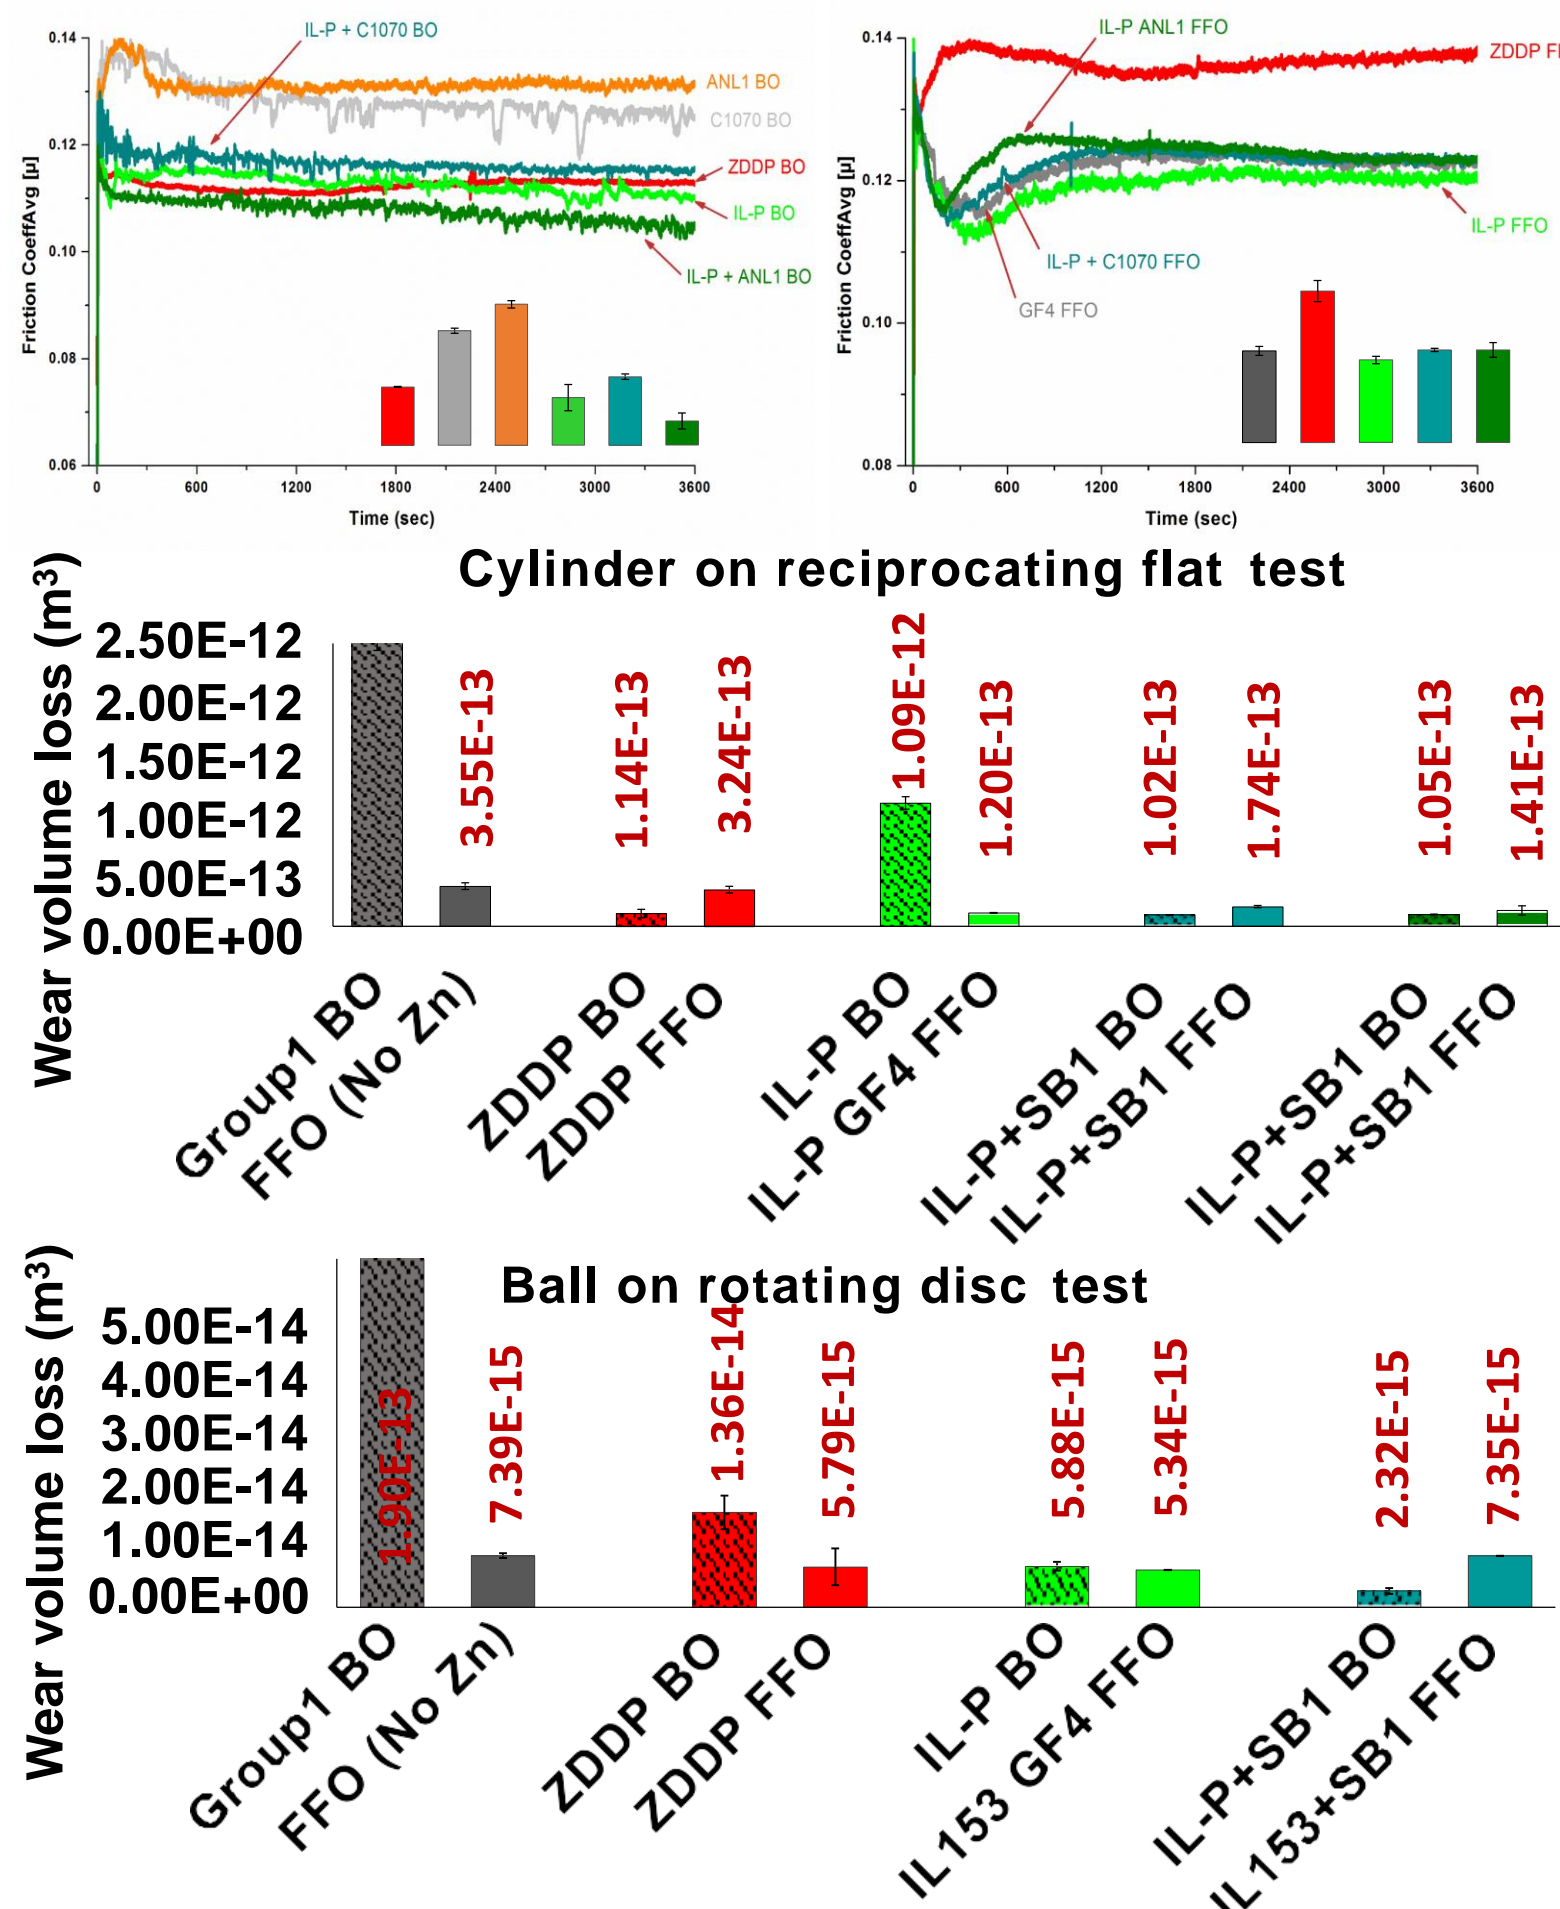 IL-P + C1070 BO
0.14
ANL1 BO
C1070 BO
0.12
ZDDP BO
IL-P BO
0.10
IL-P + ANL1 BO
0.08
0.06
Friction CoeffAvg [µ]
0 600 1200 1800 2400 3000 3600
Time (sec)
IL-P ANL1 FFO
0.14
ZDDP FF
0.12
IL-P FFO
IL-P + C1070 FFO
GF4 FFO
0.10
0.08
Friction CoeffAvg [µ]
0 600 1200 1800 2400 3000 3600
Time (sec)
Cylinder on reciprocating flat test
Wear volume loss (m³)
2.50E-12
2.00E-12
1.50E-12
1.00E-12
5.00E-13
0.00E+00
3.55E-13
1.14E-13
3.24E-13
1.09E-12
1.20E-13
1.02E-13
1.74E-13
1.05E-13
1.41E-13
Group1 BO
FFO (No Zn)
ZDDP BO
ZDDP FFO
IL-P BO
IL-P GF4 FFO
IL-P+SB1 BO
IL-P+SB1 FFO
IL-P+SB1 BO
IL-P+SB1 FFO
Ball on rotating disc test
Wear volume loss (m³)
5.00E-14
4.00E-14
3.00E-14
2.00E-14
1.00E-14
0.00E+00
1.90E-13
7.39E-15
1.36E-14
5.79E-15
5.88E-15
5.34E-15
2.32E-15
7.35E-15
Group1 BO
FFO (No Zn)
ZDDP BO
ZDDP FFO
IL-P BO
IL153 GF4 FFO
IL-P+SB1 BO
IL153+SB1 FFO